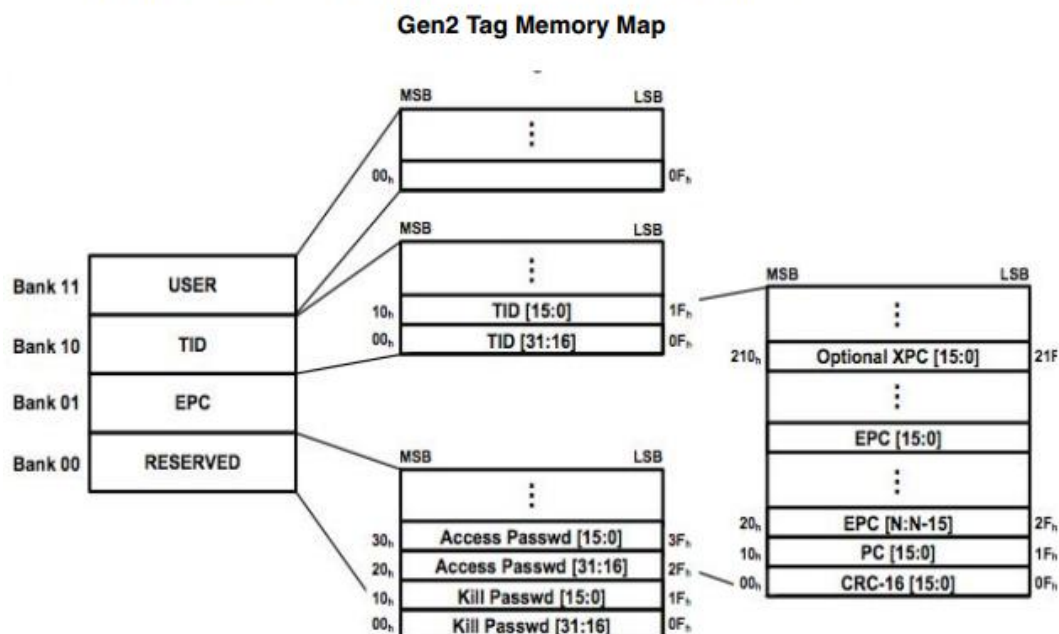 Gen2 Tag Memory Map
MSB LSB
00h 0Fh
MSB LSB
10h TID [15:0] 1Fh
00h TID [31:16] 0Fh
Bank 11 USER
Bank 10 TID
Bank 01 EPC
Bank 00 RESERVED
MSB LSB
30h Access Passwd [15:0] 3Fh
20h Access Passwd [31:16] 2Fh
10h Kill Passwd [15:0] 1Fh
00h Kill Passwd [31:16] 0Fh
MSB LSB
210h Optional XPC [15:0] 21F
EPC [15:0]
20h EPC [N:N-15] 2Fh
10h PC [15:0] 1Fh
00h CRC-16 [15:0] 0Fh